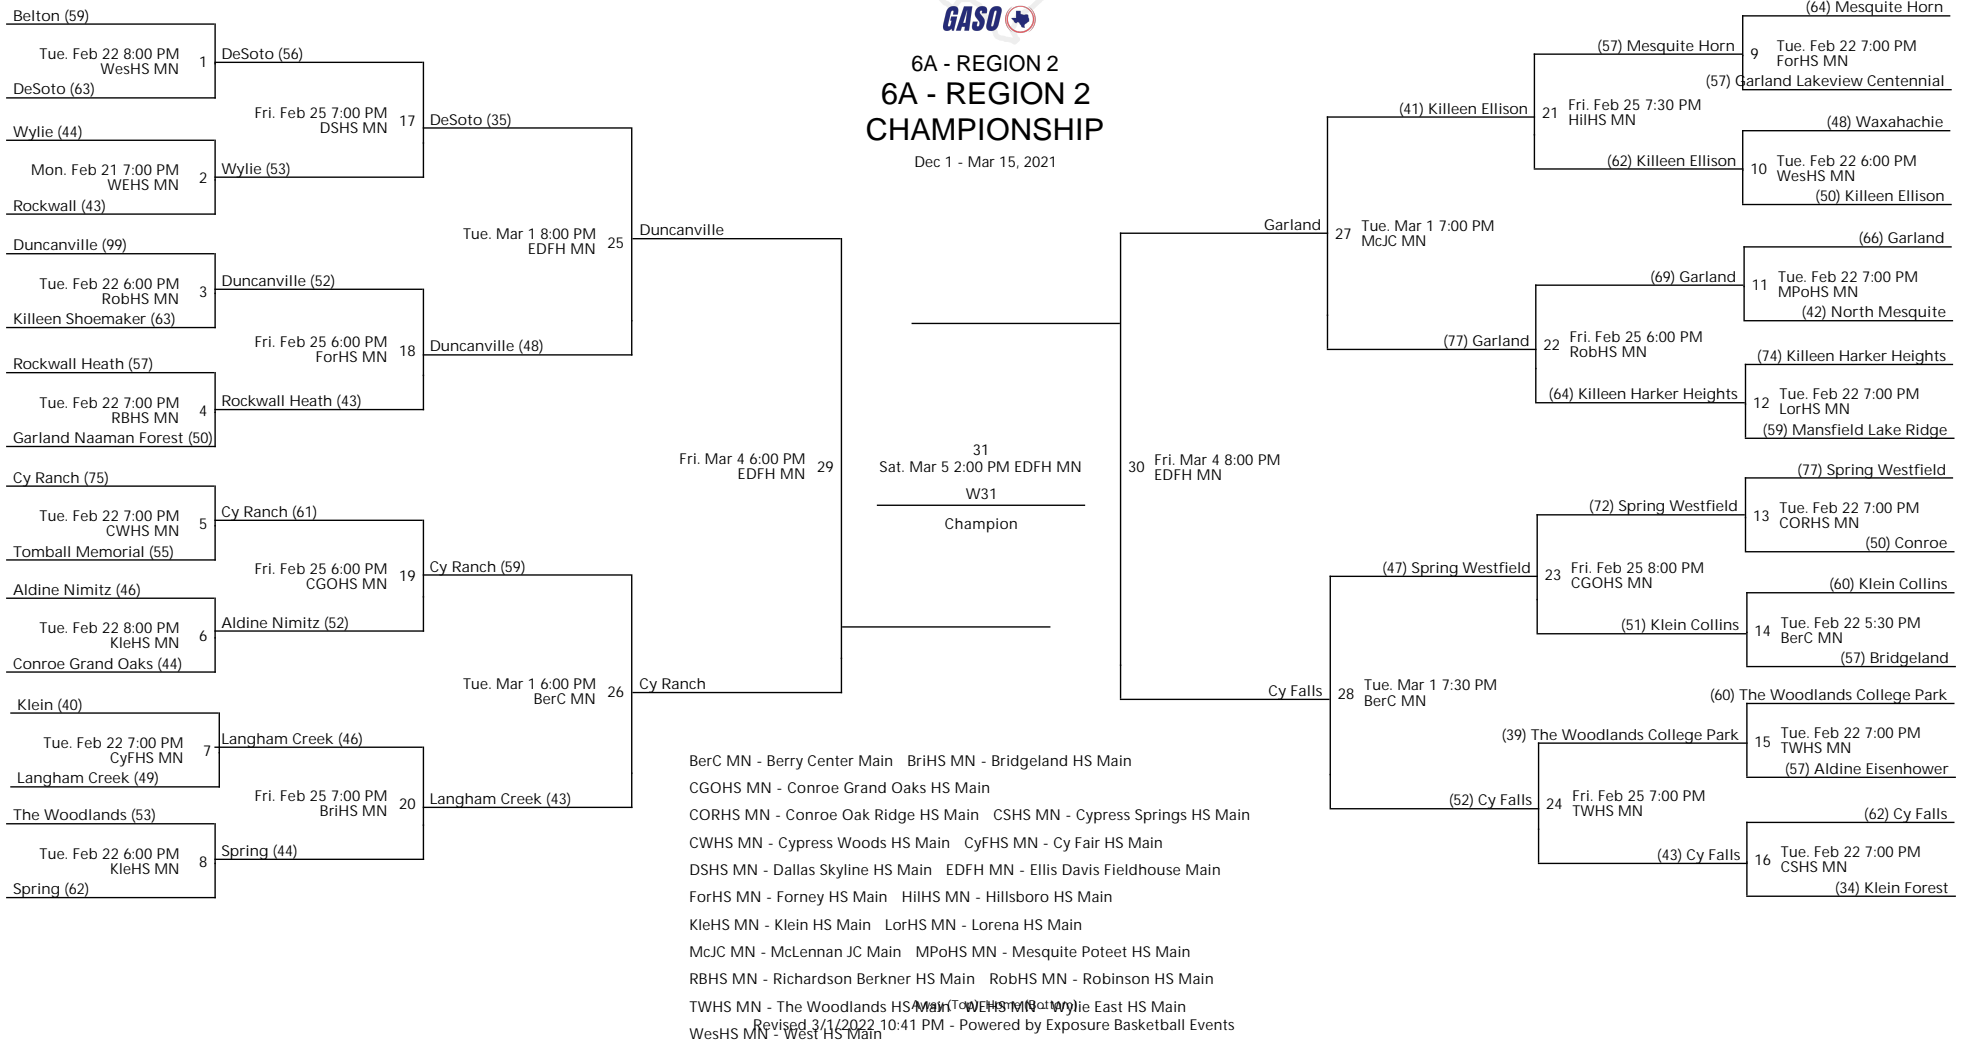 GASO
6A - REGION 2
6A - REGION 2
CHAMPIONSHIP
Dec 1 - Mar 15, 2021
Belton (59)
Tue. Feb 22 8:00 PM
WesHS MN
1
DeSoto (63)
DeSoto (56)
Fri. Feb 25 7:00 PM
DSHS MN
17
Wylie (44)
Mon. Feb 21 7:00 PM
WEHS MN
2
Rockwall (43)
Wylie (53)
DeSoto (35)
Tue. Mar 1 8:00 PM
EDFH MN
25
Duncanville (99)
Tue. Feb 22 6:00 PM
RobHS MN
3
Killeen Shoemaker (63)
Duncanville (52)
Fri. Feb 25 6:00 PM
ForHS MN
18
Rockwall Heath (57)
Tue. Feb 22 7:00 PM
RBHS MN
4
Garland Naaman Forest (50)
Rockwall Heath (43)
Duncanville (48)
Duncanville
Fri. Mar 4 6:00 PM
EDFH MN
29
Cy Ranch (75)
Tue. Feb 22 7:00 PM
CWHS MN
5
Tomball Memorial (55)
Cy Ranch (61)
Fri. Feb 25 6:00 PM
CGOHS MN
19
Aldine Nimitz (46)
Tue. Feb 22 8:00 PM
KleHS MN
6
Conroe Grand Oaks (44)
Aldine Nimitz (52)
Cy Ranch (59)
Tue. Mar 1 6:00 PM
BerC MN
26
Klein (40)
Tue. Feb 22 7:00 PM
CyFHS MN
7
Langham Creek (49)
Langham Creek (46)
Fri. Feb 25 7:00 PM
BriHS MN
20
The Woodlands (53)
Tue. Feb 22 6:00 PM
KleHS MN
8
Spring (62)
Spring (44)
Langham Creek (43)
Cy Ranch
31
Sat. Mar 5 2:00 PM EDFH MN
W31
Champion
(64) Mesquite Horn
9
Tue. Feb 22 7:00 PM
ForHS MN
(57) Garland Lakeview Centennial
(57) Mesquite Horn
21
Fri. Feb 25 7:30 PM
HilHS MN
(48) Waxahachie
10
Tue. Feb 22 6:00 PM
WesHS MN
(50) Killeen Ellison
(62) Killeen Ellison
(41) Killeen Ellison
27
Tue. Mar 1 7:00 PM
McJC MN
(66) Garland
11
Tue. Feb 22 7:00 PM
MPoHS MN
(42) North Mesquite
(69) Garland
22
Fri. Feb 25 6:00 PM
RobHS MN
(74) Killeen Harker Heights
12
Tue. Feb 22 7:00 PM
LorHS MN
(59) Mansfield Lake Ridge
(64) Killeen Harker Heights
(77) Garland
Garland
30
Fri. Mar 4 8:00 PM
EDFH MN
(77) Spring Westfield
13
Tue. Feb 22 7:00 PM
CORHS MN
(50) Conroe
(72) Spring Westfield
23
Fri. Feb 25 8:00 PM
CGOHS MN
(60) Klein Collins
14
Tue. Feb 22 5:30 PM
BerC MN
(57) Bridgeland
(51) Klein Collins
(47) Spring Westfield
28
Tue. Mar 1 7:30 PM
BerC MN
(60) The Woodlands College Park
15
Tue. Feb 22 7:00 PM
TWHS MN
(57) Aldine Eisenhower
(39) The Woodlands College Park
24
Fri. Feb 25 7:00 PM
TWHS MN
(62) Cy Falls
16
Tue. Feb 22 7:00 PM
CSHS MN
(34) Klein Forest
(43) Cy Falls
(52) Cy Falls
Cy Falls
BerC MN - Berry Center Main BriHS MN - Bridgeland HS Main
CGOHS MN - Conroe Grand Oaks HS Main
CORHS MN - Conroe Oak Ridge HS Main CSHS MN - Cypress Springs HS Main
CWHS MN - Cypress Woods HS Main CyFHS MN - Cy Fair HS Main
DSHS MN - Dallas Skyline HS Main EDFH MN - Ellis Davis Fieldhouse Main
ForHS MN - Forney HS Main HilHS MN - Hillsboro HS Main
KleHS MN - Klein HS Main LorHS MN - Lorena HS Main
McJC MN - McLennan JC Main MPoHS MN - Mesquite Poteet HS Main
RBHS MN - Richardson Berkner HS Main RobHS MN - Robinson HS Main
TWHS MN - The Woodlands HS Main WEHS MN - Wylie East HS Main
Away (Top) Home (Bottom)
Revised 3/1/2022 10:41 PM - Powered by Exposure Basketball Events
WesHS MN - West HS Main